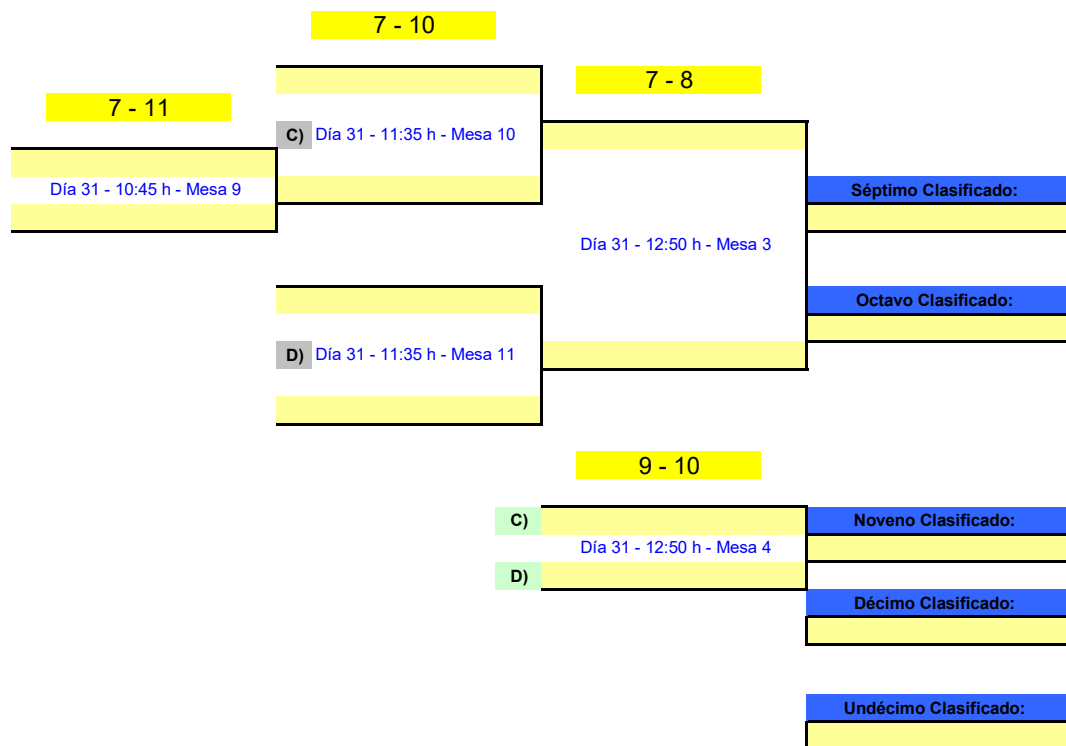 7 - 10
7 - 8
7 - 11
C) Día 31 - 11:35 h - Mesa 10
Día 31 - 10:45 h - Mesa 9
Séptimo Clasificado:
Día 31 - 12:50 h - Mesa 3
Octavo Clasificado:
D) Día 31 - 11:35 h - Mesa 11
9 - 10
C)
Noveno Clasificado:
Día 31 - 12:50 h - Mesa 4
D)
Décimo Clasificado:
Undécimo Clasificado: